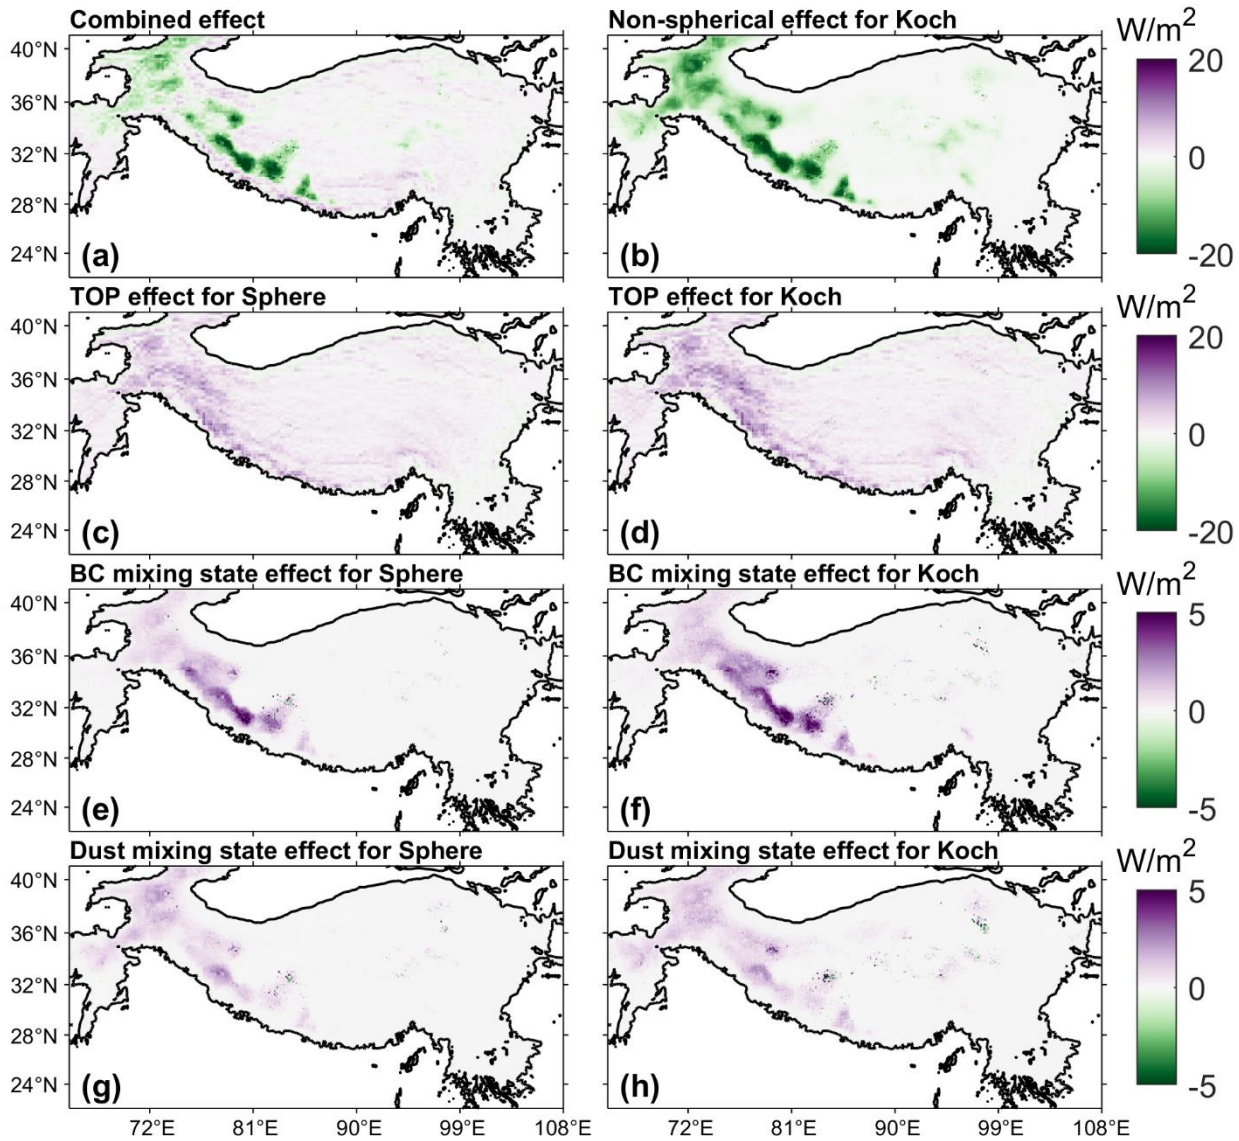 Combined effect
Non-spherical effect for Koch
W/m²
40°N
36°N
32°N
28°N
24°N
(a)
(b)
20
0
-20
TOP effect for Sphere
TOP effect for Koch
W/m²
40°N
36°N
32°N
28°N
24°N
(c)
(d)
20
0
-20
BC mixing state effect for Sphere
BC mixing state effect for Koch
W/m²
40°N
36°N
32°N
28°N
24°N
(e)
(f)
5
0
-5
Dust mixing state effect for Sphere
Dust mixing state effect for Koch
W/m²
40°N
36°N
32°N
28°N
24°N
(g)
(h)
5
0
-5
72°E 81°E 90°E 99°E 108°E
72°E 81°E 90°E 99°E 108°E